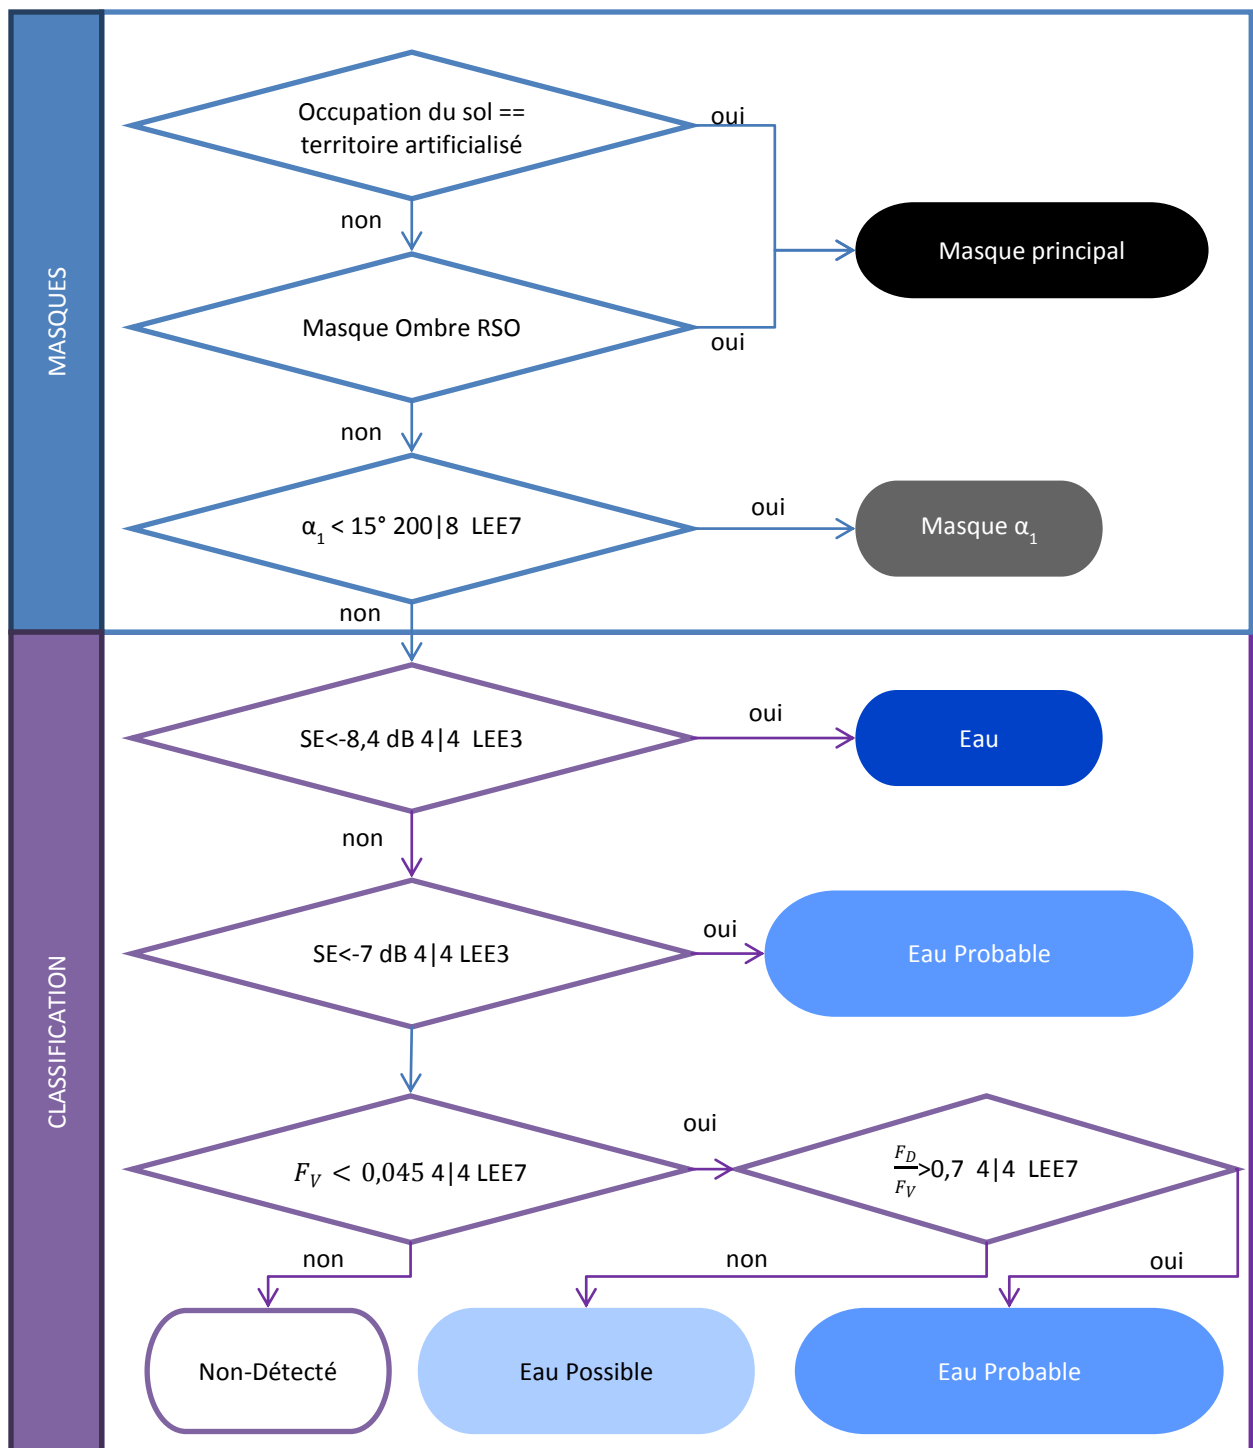 MASQUES
Occupation du sol ==
territoire artificialisé
oui
non
Masque principal
Masque Ombre RSO
oui
non
α₁ < 15° 200|8 LEE7
oui
Masque α₁
non
CLASSIFICATION
SE<-8,4 dB 4|4 LEE3
oui
Eau
non
SE<-7 dB 4|4 LEE3
oui
Eau Probable
F_V < 0,045 4|4 LEE7
oui
F_D/F_V>0,7 4|4 LEE7
non
non
oui
Non-Détecté
Eau Possible
Eau Probable